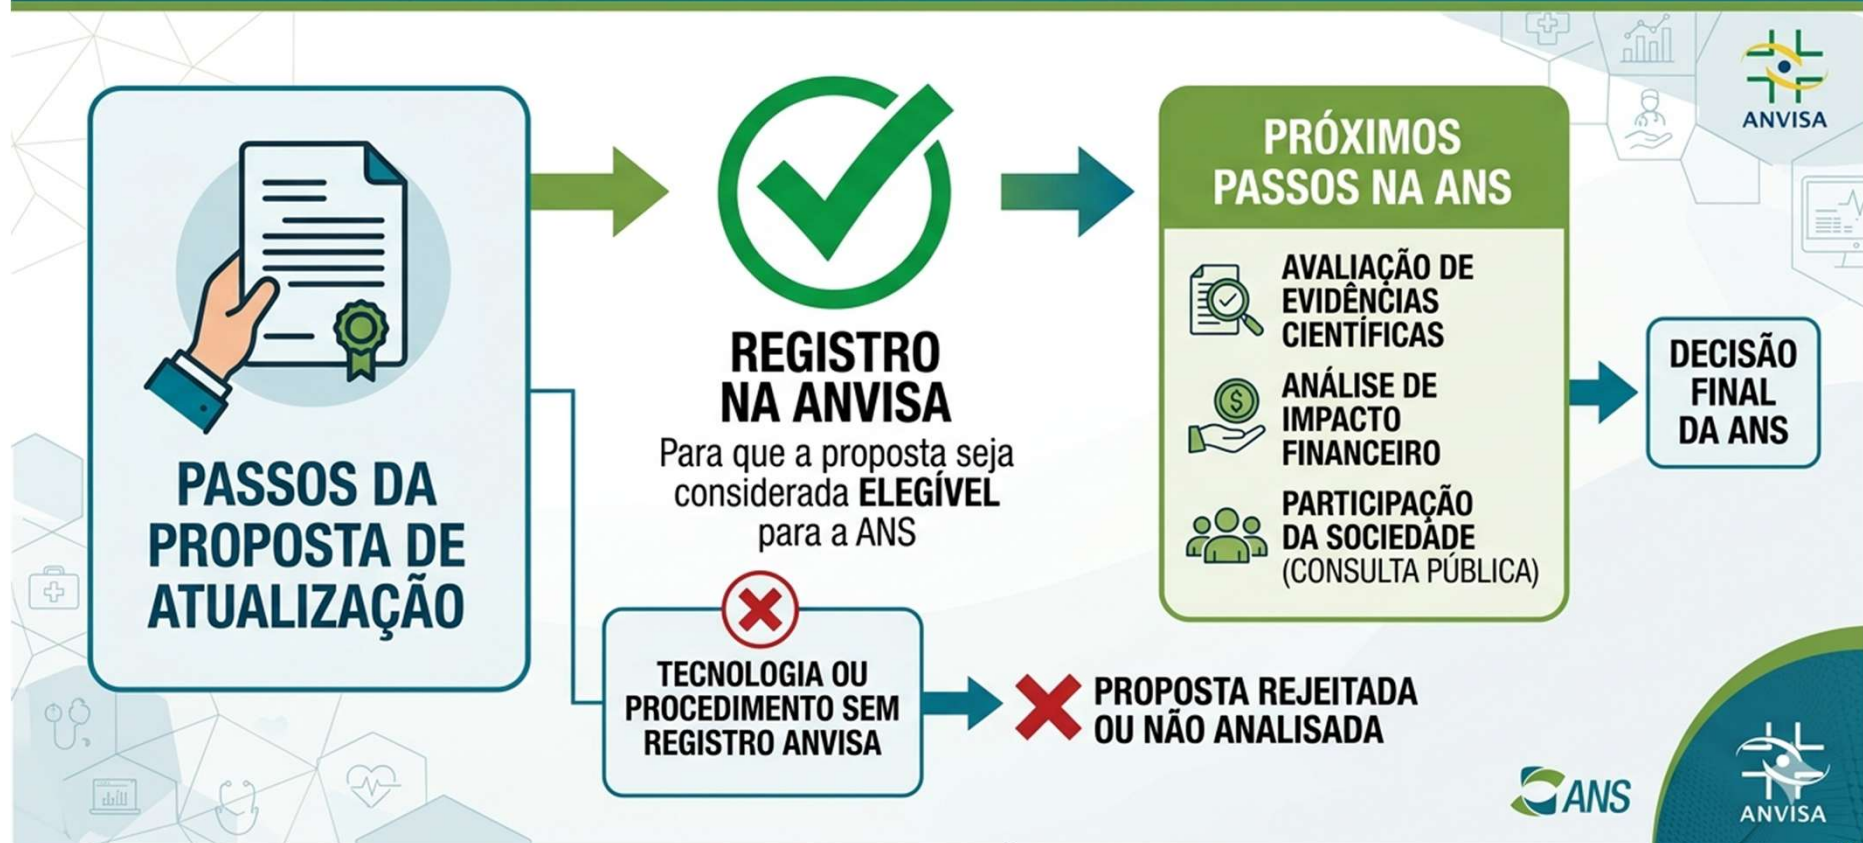 PASSOS DA
PROPOSTA DE
ATUALIZAÇÃO
REGISTRO
NA ANVISA
Para que a proposta seja
considerada ELEGÍVEL
para a ANS
TECNOLOGIA OU
PROCEDIMENTO SEM
REGISTRO ANVISA
PROPOSTA REJEITADA
OU NÃO ANALISADA
PRÓXIMOS
PASSOS NA ANS
AVALIAÇÃO DE
EVIDÊNCIAS
CIENTÍFICAS
ANÁLISE DE
IMPACTO
FINANCEIRO
PARTICIPAÇÃO
DA SOCIEDADE
(CONSULTA PÚBLICA)
DECISÃO
FINAL
DA ANS
ANVISA
ANS
ANVISA